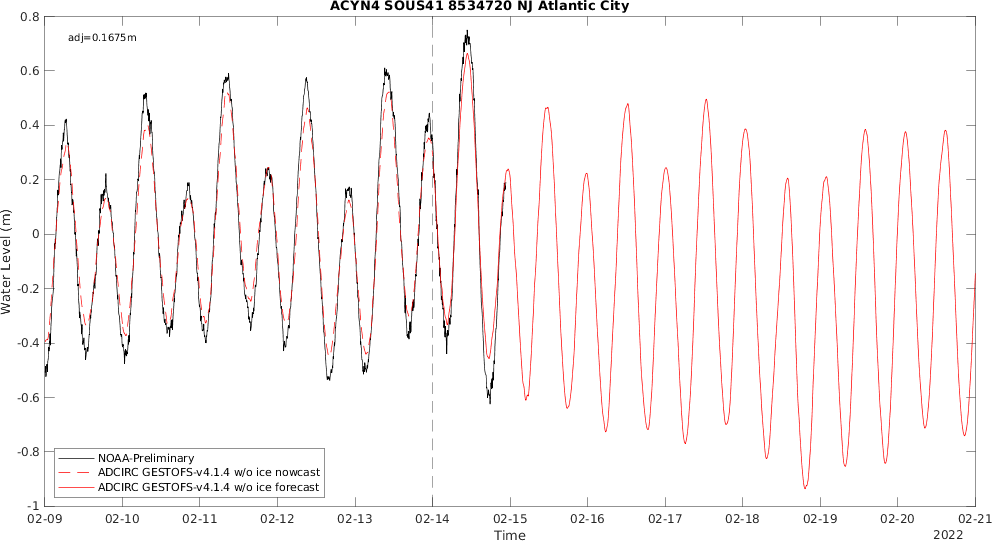 ACYN4 SOUS41 8534720 NJ Atlantic City
adj=0.1675m
0.8
0.6
0.4
0.2
0
-0.2
-0.4
-0.6
-0.8
-1
Water Level (m)
NOAA-Preliminary
ADCIRC GESTOFS-v4.1.4 w/o ice nowcast
ADCIRC GESTOFS-v4.1.4 w/o ice forecast
02-09 02-10 02-11 02-12 02-13 02-14 02-15 02-16 02-17 02-18 02-19 02-20 02-21
Time
2022